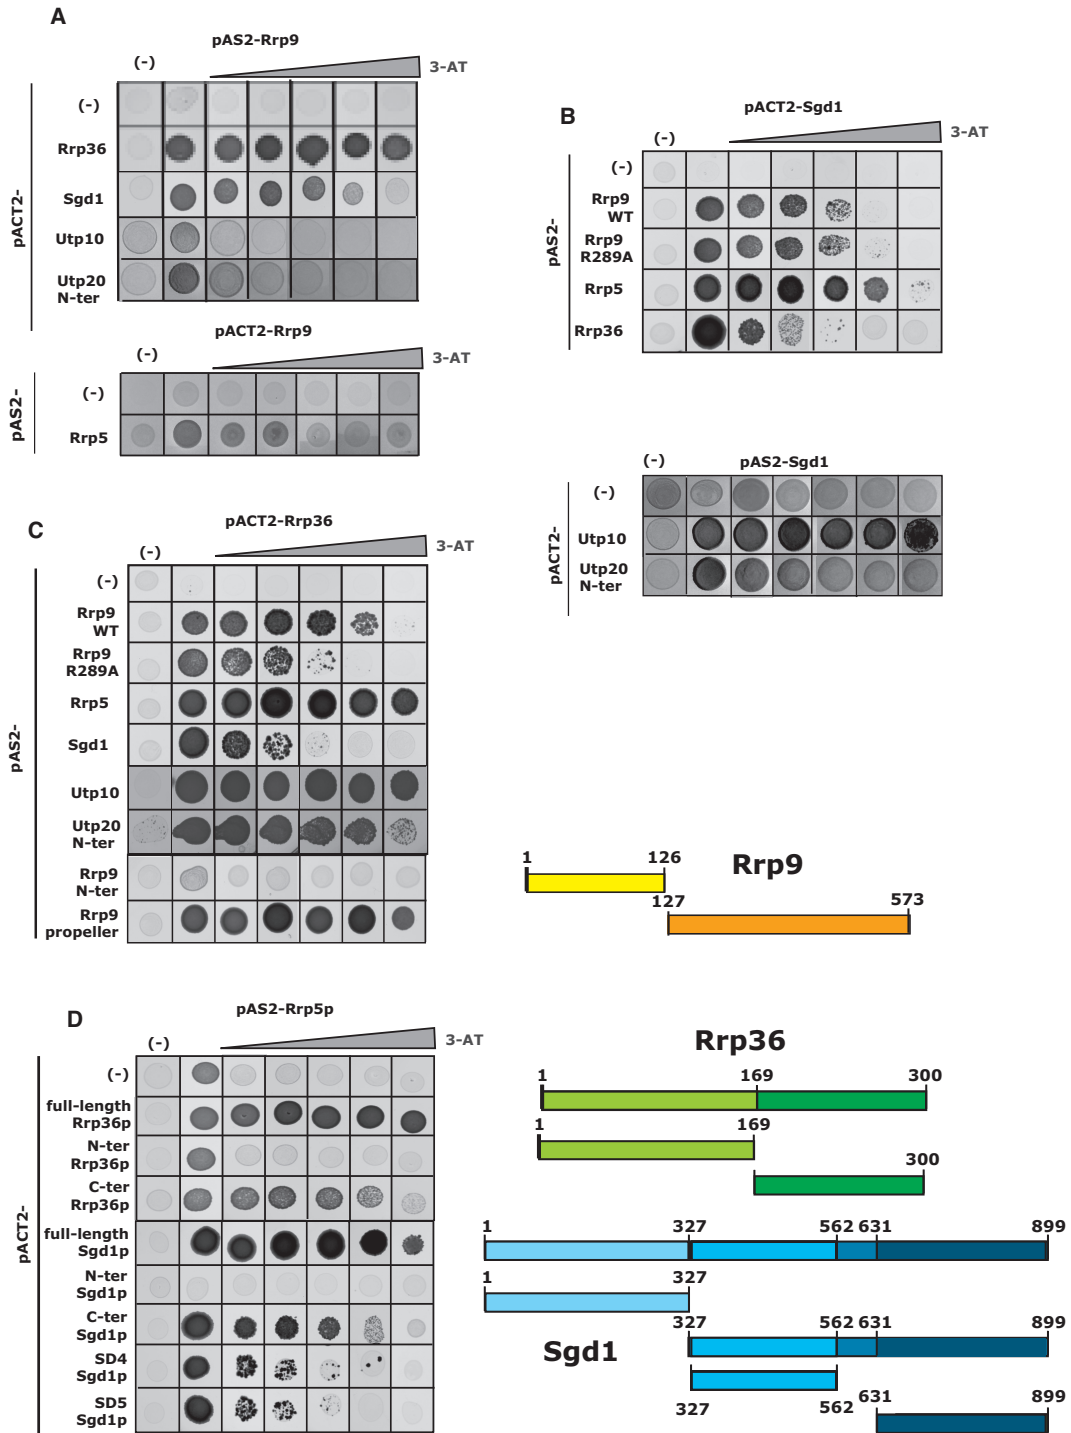 A
pAS2-Rrp9
(-)
3-AT
pACT2-
(-)
Rrp36
Sgd1
Utp10
Utp20
N-ter
pACT2-Rrp9
(-)
3-AT
pAS2-
(-)
Rrp5
B
pACT2-Sgd1
(-)
3-AT
pAS2-
(-)
Rrp9
WT
Rrp9
R289A
Rrp5
Rrp36
(-)
pAS2-Sgd1
pACT2-
(-)
Utp10
Utp20
N-ter
C
pACT2-Rrp36
(-)
3-AT
pAS2-
(-)
Rrp9
WT
Rrp9
R289A
Rrp5
Sgd1
Utp10
Utp20
N-ter
Rrp9
N-ter
Rrp9
propeller
1 126
Rrp9
127 573
D
pAS2-Rrp5p
(-)
3-AT
pACT2-
(-)
full-length
Rrp36p
N-ter
Rrp36p
C-ter
Rrp36p
full-length
Sgd1p
N-ter
Sgd1p
C-ter
Sgd1p
SD4
Sgd1p
SD5
Sgd1p
Rrp36
1 169 300
1 169
300
1 327 562 631 899
1 327
327 562 631 899
Sgd1
327 562 631 899